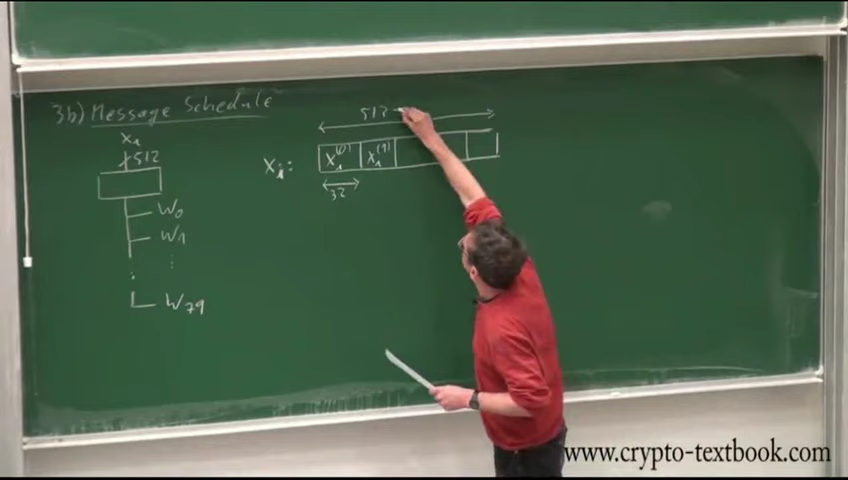 3b) Message Schedule
X₁
512
W₀
W₁
:
W₇₉
512
Xᵢ:
X₁⁽⁰⁾ X₁⁽¹⁾
32
www.crypto-textbook.com